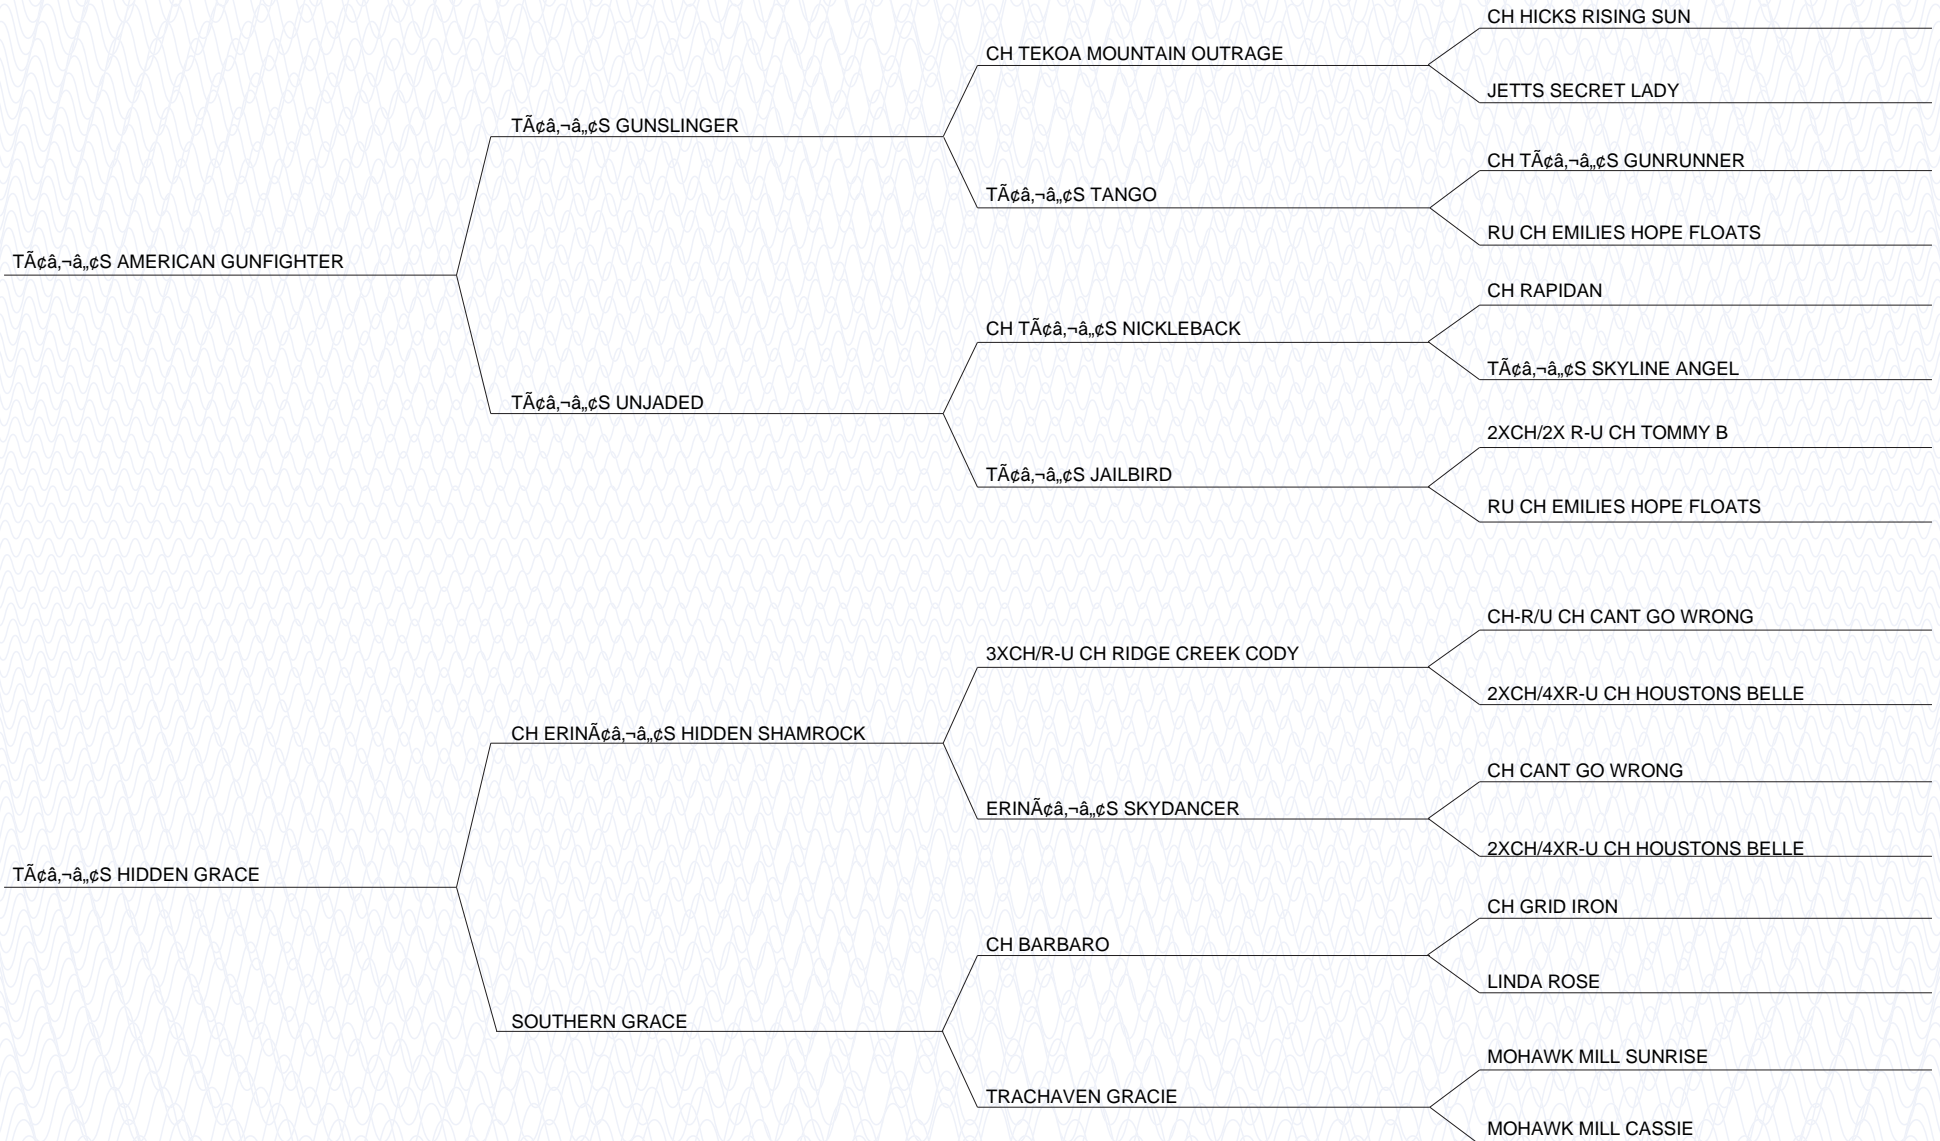 CH HICKS RISING SUN
CH TEKOA MOUNTAIN OUTRAGE
JETTS SECRET LADY
TÃ¢â‚¬â„¢S GUNSLINGER
CH TÃ¢â‚¬â„¢S GUNRUNNER
TÃ¢â‚¬â„¢S TANGO
RU CH EMILIES HOPE FLOATS
TÃ¢â‚¬â„¢S AMERICAN GUNFIGHTER
CH RAPIDAN
CH TÃ¢â‚¬â„¢S NICKLEBACK
TÃ¢â‚¬â„¢S SKYLINE ANGEL
TÃ¢â‚¬â„¢S UNJADED
2XCH/2X R-U CH TOMMY B
TÃ¢â‚¬â„¢S JAILBIRD
RU CH EMILIES HOPE FLOATS
CH-R/U CH CANT GO WRONG
3XCH/R-U CH RIDGE CREEK CODY
2XCH/4XR-U CH HOUSTONS BELLE
CH ERINÃ¢â‚¬â„¢S HIDDEN SHAMROCK
CH CANT GO WRONG
ERINÃ¢â‚¬â„¢S SKYDANCER
2XCH/4XR-U CH HOUSTONS BELLE
TÃ¢â‚¬â„¢S HIDDEN GRACE
CH GRID IRON
CH BARBARO
LINDA ROSE
SOUTHERN GRACE
MOHAWK MILL SUNRISE
TRACHAVEN GRACIE
MOHAWK MILL CASSIE